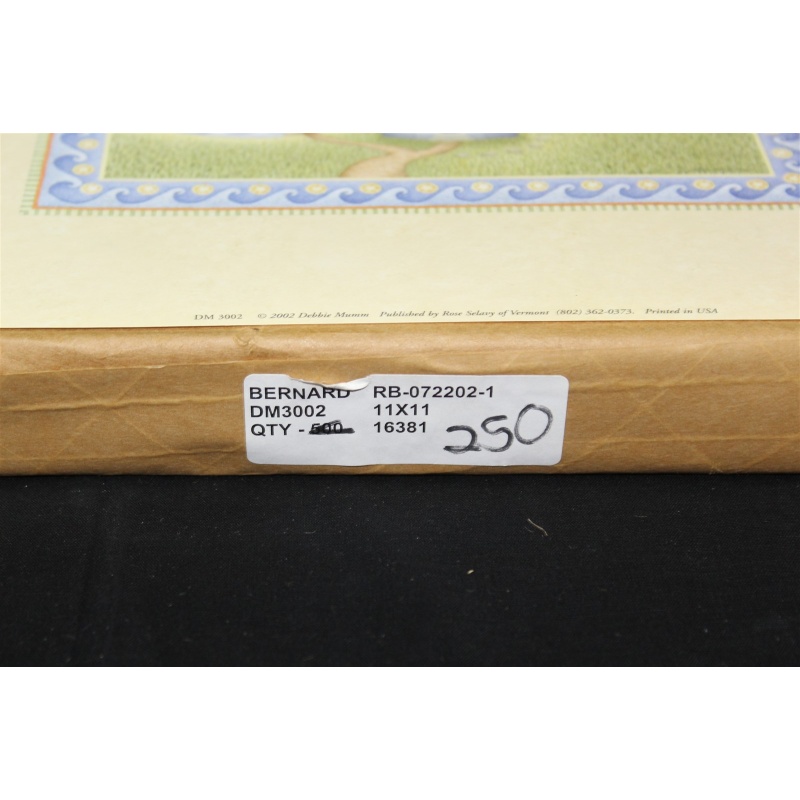 DM 3002 © 2002 Debbie Mumm Published by Rose Selavy of Vermont (802) 362-0373. Printed in USA
BERNARD RB-072202-1
DM3002 11X11
QTY - 500 16381 250